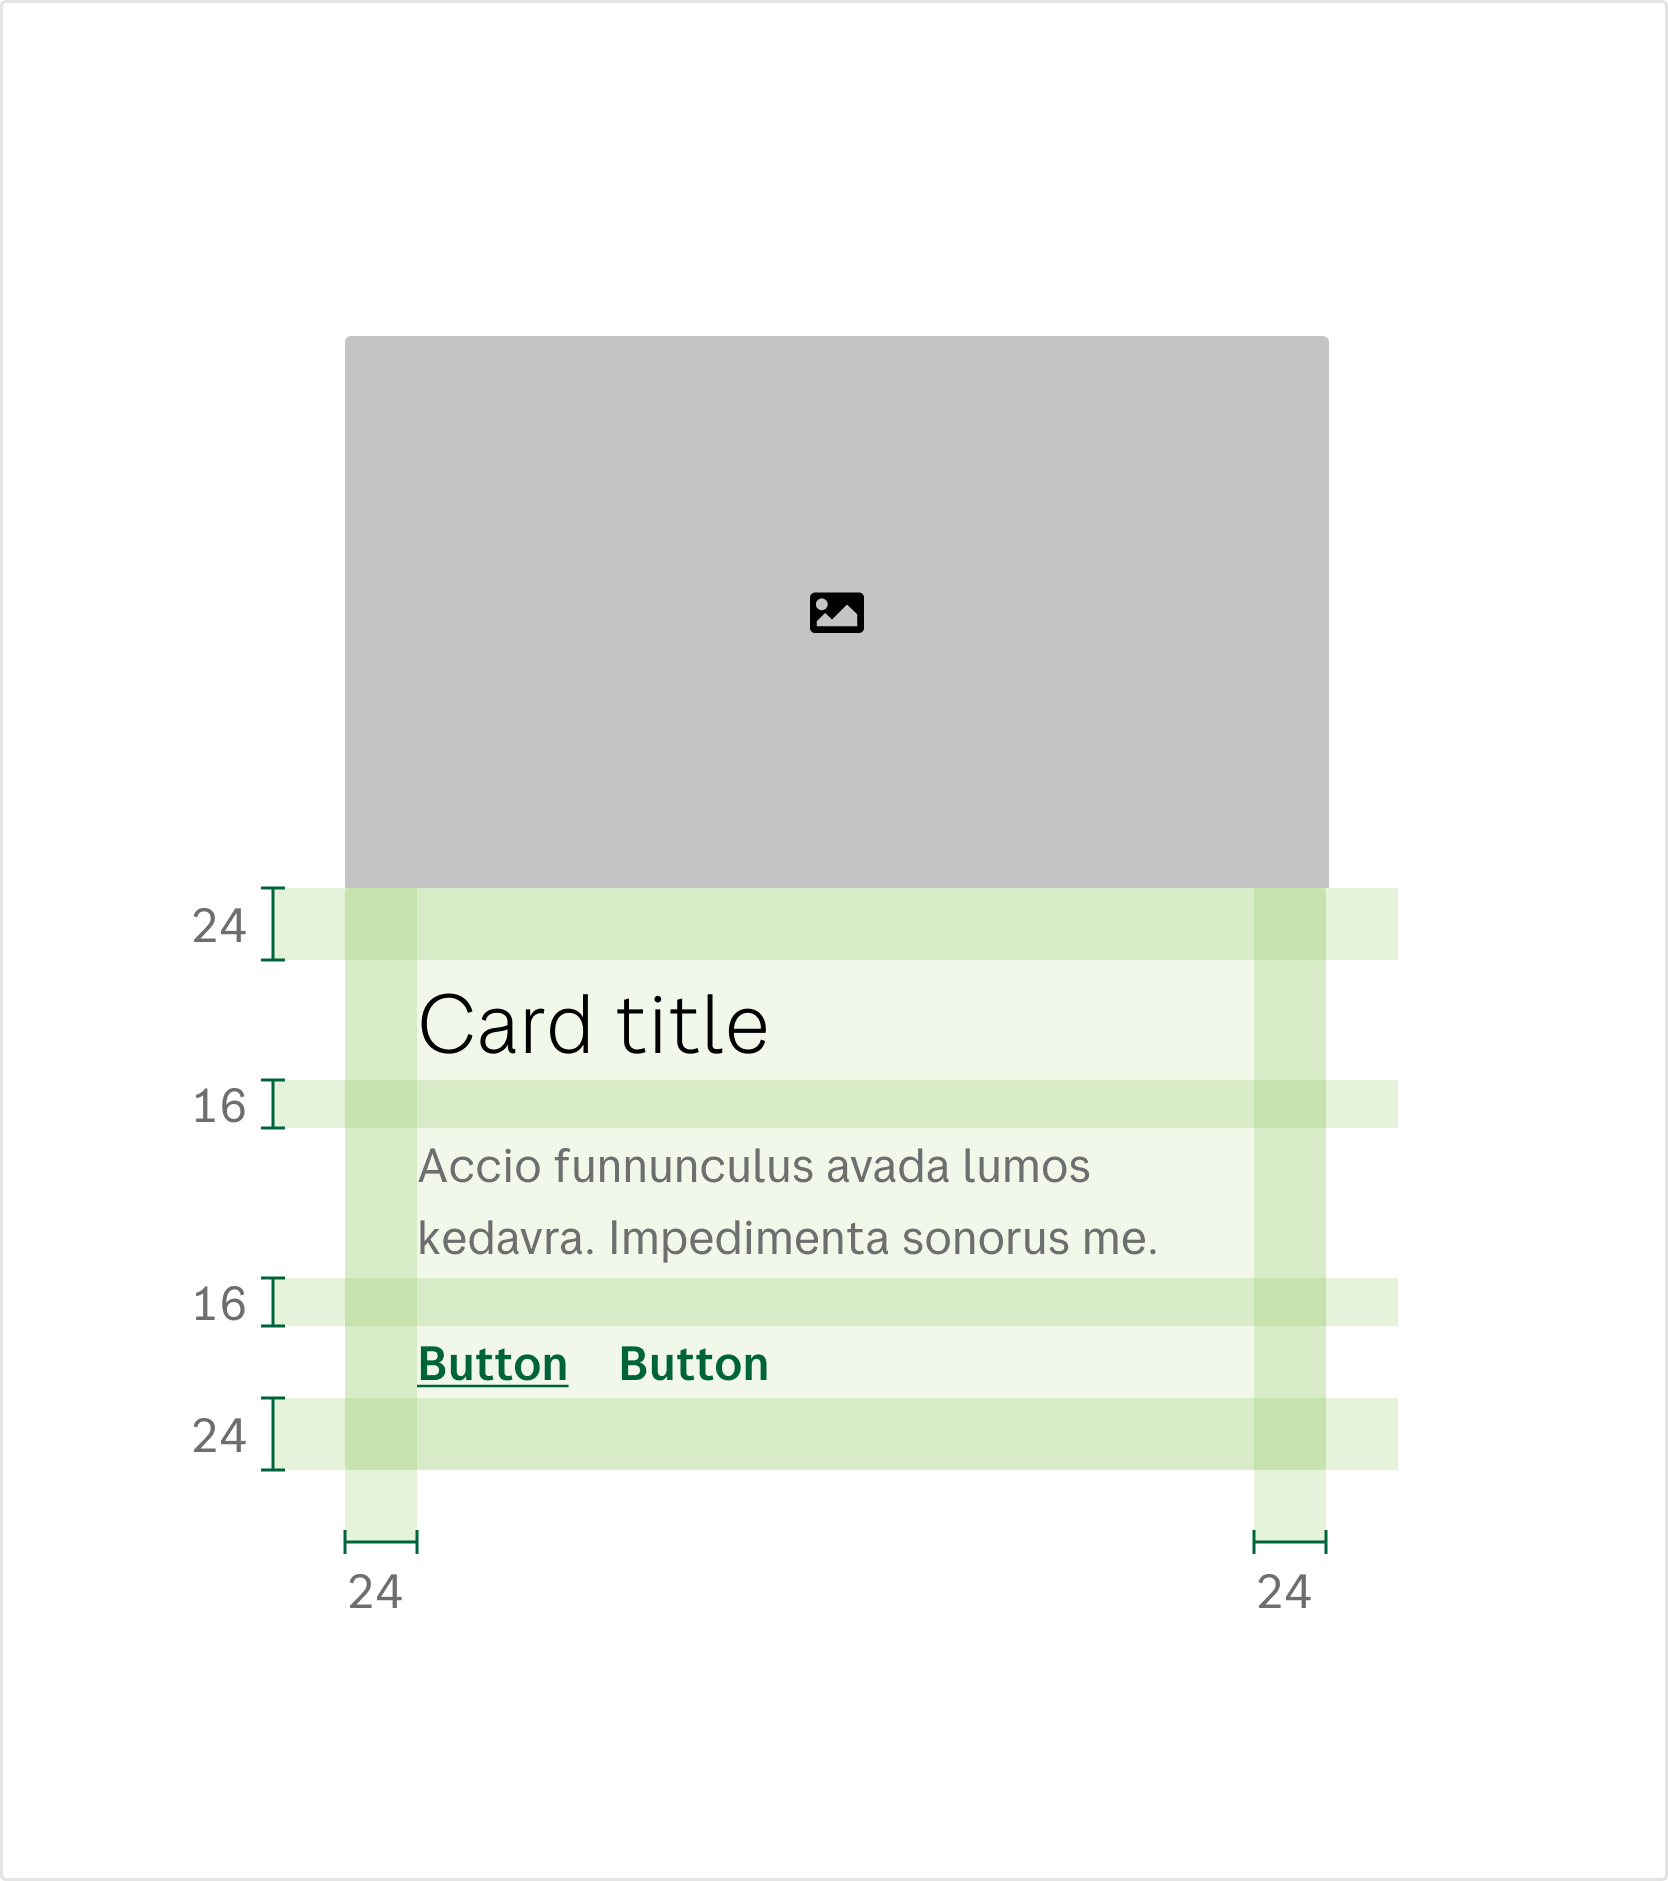 24
Card title
16
Accio funnunculus avada lumos
kedavra. Impedimenta sonorus me.
16
Button Button
24
24 24